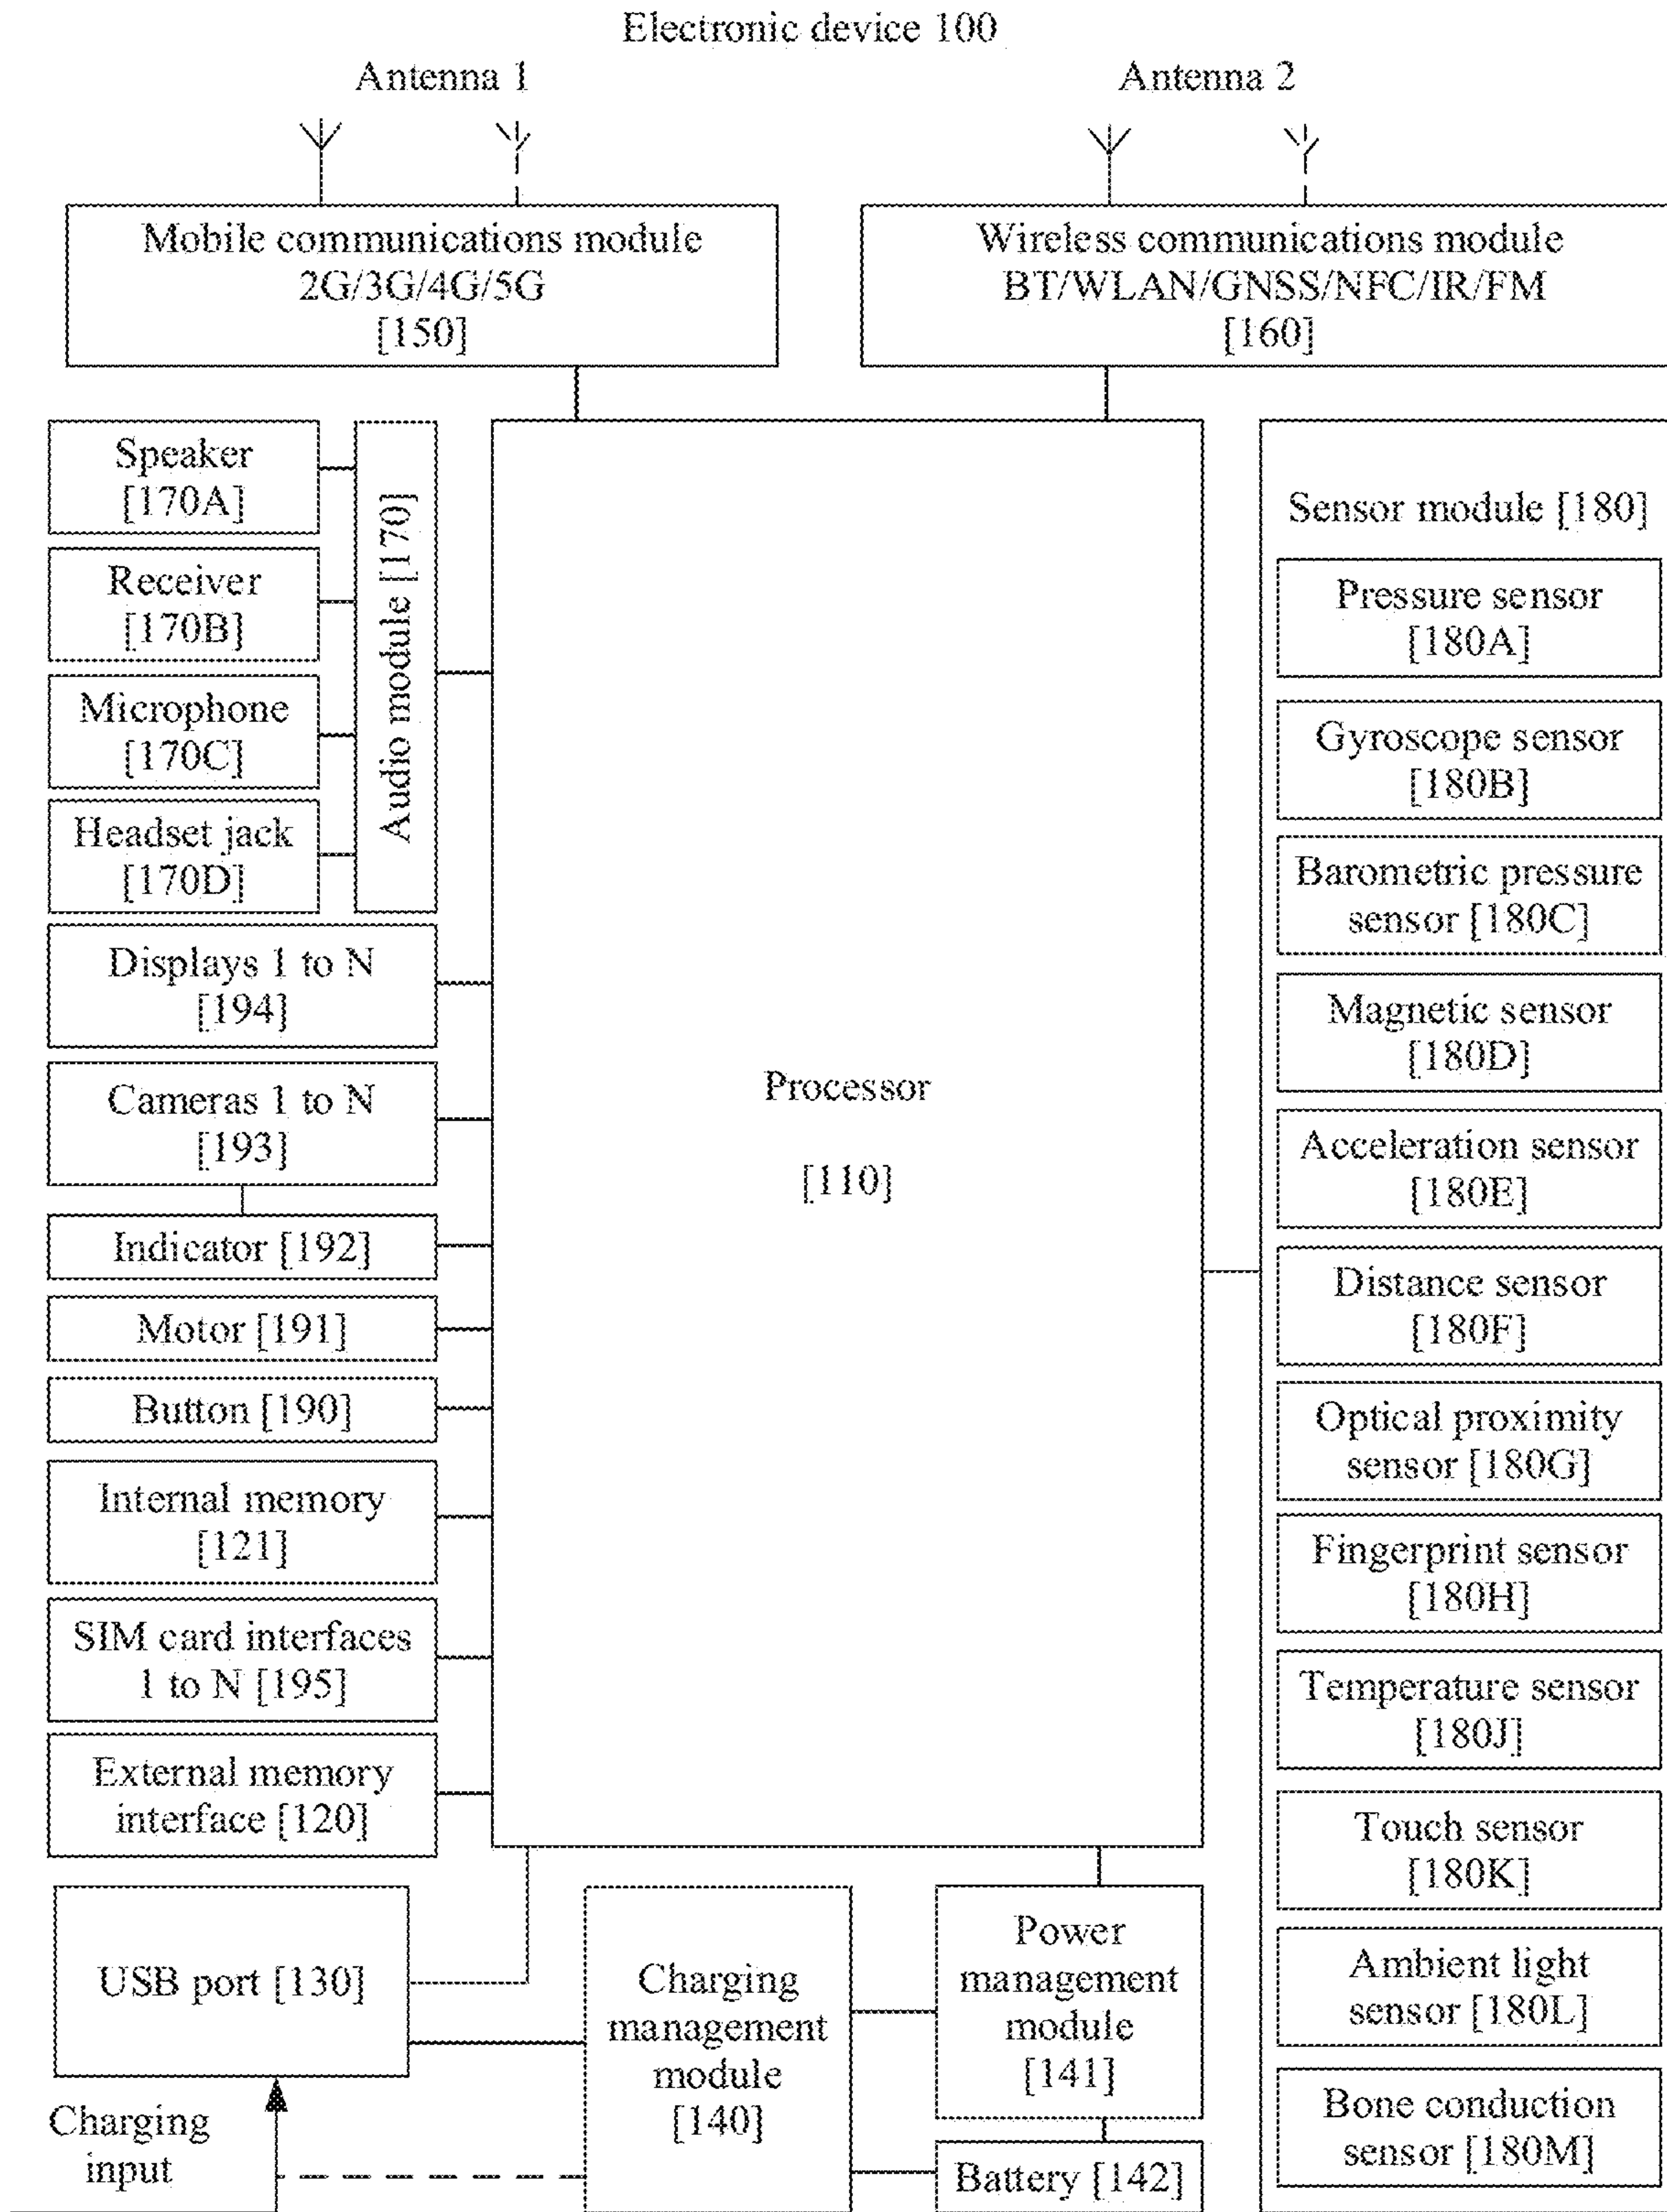 Electronic device 100
Antenna 1
Antenna 2
Mobile communications module
2G/3G/4G/5G
[150]
Wireless communications module
BT/WLAN/GNSS/NFC/IR/FM
[160]
Speaker
[170A]
Receiver
[170B]
Microphone
[170C]
Headset jack
[170D]
Audio module [170]
Displays 1 to N
[194]
Cameras 1 to N
[193]
Indicator [192]
Motor [191]
Button [190]
Internal memory
[121]
SIM card interfaces
1 to N [195]
External memory
interface [120]
Processor
[110]
Sensor module [180]
Pressure sensor
[180A]
Gyroscope sensor
[180B]
Barometric pressure
sensor [180C]
Magnetic sensor
[180D]
Acceleration sensor
[180E]
Distance sensor
[180F]
Optical proximity
sensor [180G]
Fingerprint sensor
[180H]
Temperature sensor
[180J]
Touch sensor
[180K]
Ambient light
sensor [180L]
Bone conduction
sensor [180M]
USB port [130]
Charging
input
Charging
management
module
[140]
Power
management
module
[141]
Battery [142]